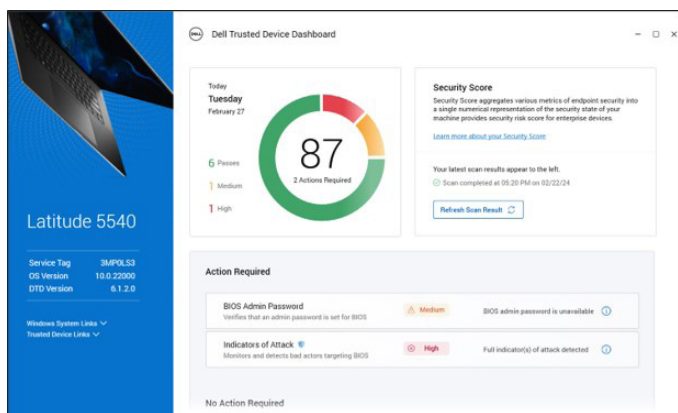 DELL
Dell Trusted Device Dashboard
Today
Tuesday
February 27
6 Passes
1 Medium
1 High
87
2 Actions Required
Security Score
Security Score aggregates various metrics of endpoint security into
a single numerical representation of the security state of your
machine provides security risk score for enterprise devices.
Learn more about your Security Score
Your latest scan results appear to the left.
Scan completed at 05:20 PM on 02/22/24
Refresh Scan Result
Latitude 5540
Service Tag 3MP0LS3
OS Version 10.0.22000
DTD Version 6.1.2.0
Windows System Links
Trusted Device Links
Action Required
BIOS Admin Password
Verifies that an admin password is set for BIOS
Medium
BIOS admin password is unavailable
Indicators of Attack
Monitors and detects bad actors targeting BIOS
High
Full indicator(s) of attack detected
No Action Required